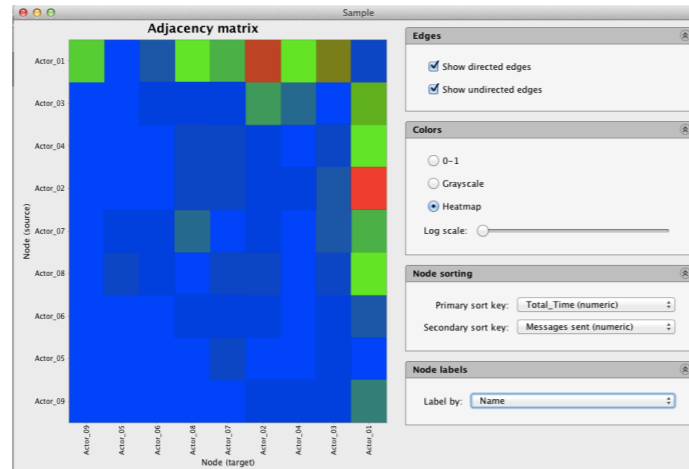 Sample
Adjacency matrix
Actor_01
Actor_03
Actor_04
Actor_02
Actor_07
Actor_08
Actor_06
Actor_05
Actor_09
Node (source)
Actor_09
Actor_05
Actor_06
Actor_08
Actor_07
Actor_02
Actor_04
Actor_03
Actor_01
Node (target)
Edges
Show directed edges
Show undirected edges
Colors
0-1
Grayscale
Heatmap
Log scale:
Node sorting
Primary sort key: Total_Time (numeric)
Secondary sort key: Messages sent (numeric)
Node labels
Label by: Name